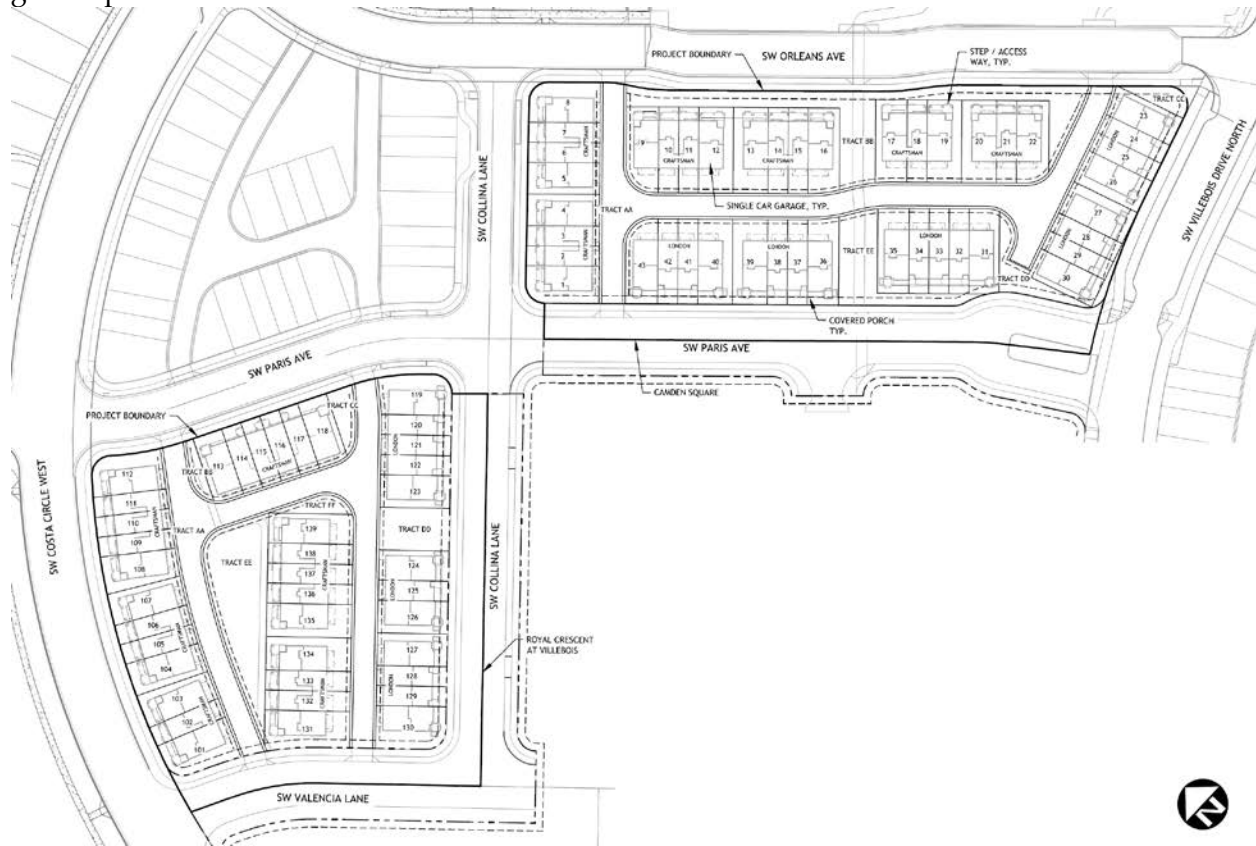 PROJECT BOUNDARY
SW ORLEANS AVE
STEP / ACCESS
WAY, TYP.
SW COLLINA LANE
8
7
6
5
4
3
2
1
CRAFTSMAN
CRAFTSMAN
TRACT AA
9
10
11
12
CRAFTSMAN
13
14
15
16
CRAFTSMAN
TRACT BB
17
18
19
CRAFTSMAN
20
21
22
CRAFTSMAN
TRACT CC
23
24
25
26
LONDON
27
28
29
30
LONDON
SW VILLEBOIS DRIVE NORTH
SINGLE CAR GARAGE, TYP.
LONDON
43
42
41
40
LONDON
39
38
37
36
TRACT EE
LONDON
35
34
33
32
31
TRACT DD
COVERED PORCH
TYP.
SW PARIS AVE
CAMDEN SQUARE
SW PARIS AVE
PROJECT BOUNDARY
SW COSTA CIRCLE WEST
TRACT CC
TRACT BB
113
114
115
116
117
118
CRAFTSMAN
112
111
110
109
108
CRAFTSMAN
TRACT AA
107
106
105
104
CRAFTSMAN
103
102
101
CRAFTSMAN
TRACT EE
TRACT FF
139
138
137
136
135
CRAFTSMAN
134
133
132
131
CRAFTSMAN
119
120
121
122
123
LONDON
TRACT DD
124
125
126
LONDON
127
128
129
130
LONDON
SW COLLINA LANE
ROYAL CRESCENT
AT VILLEBOIS
SW VALENCIA LANE
N